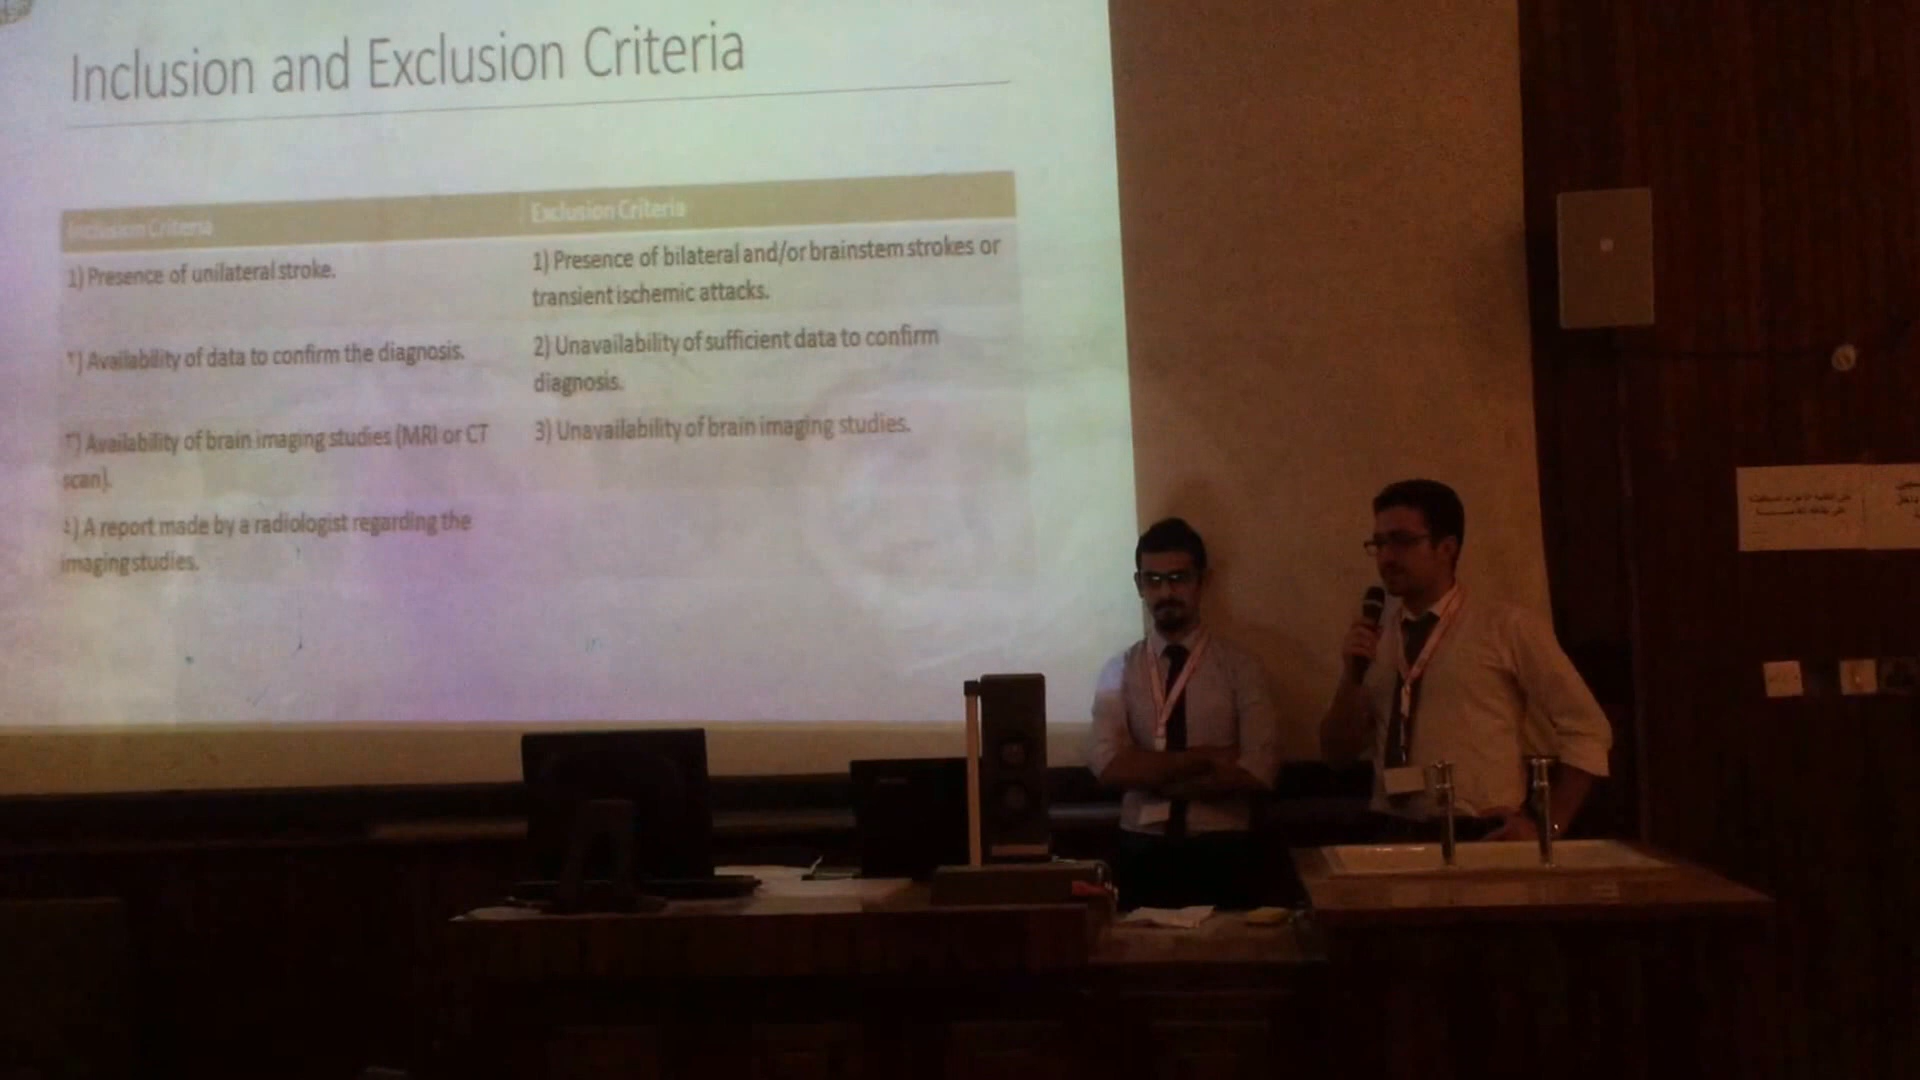 Inclusion and Exclusion Criteria
Inclusion Criteria
1) Presence of unilateral stroke.
٢) Availability of data to confirm the diagnosis.
٣) Availability of brain imaging studies (MRI or CT
scan).
٤) A report made by a radiologist regarding the
imaging studies.
Exclusion Criteria
1) Presence of bilateral and/or brainstem strokes or
transient ischemic attacks.
2) Unavailability of sufficient data to confirm
diagnosis.
3) Unavailability of brain imaging studies.